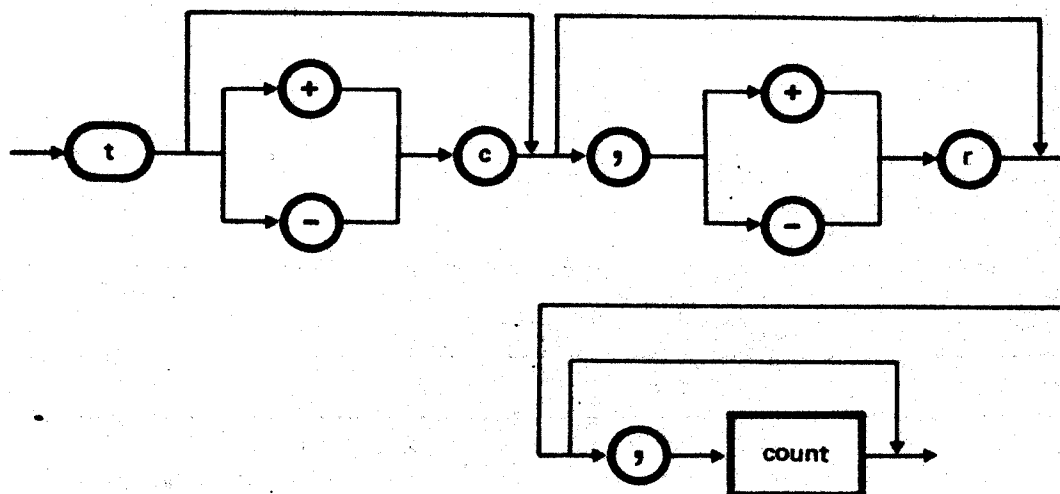 + +
t c , r
- -
, count